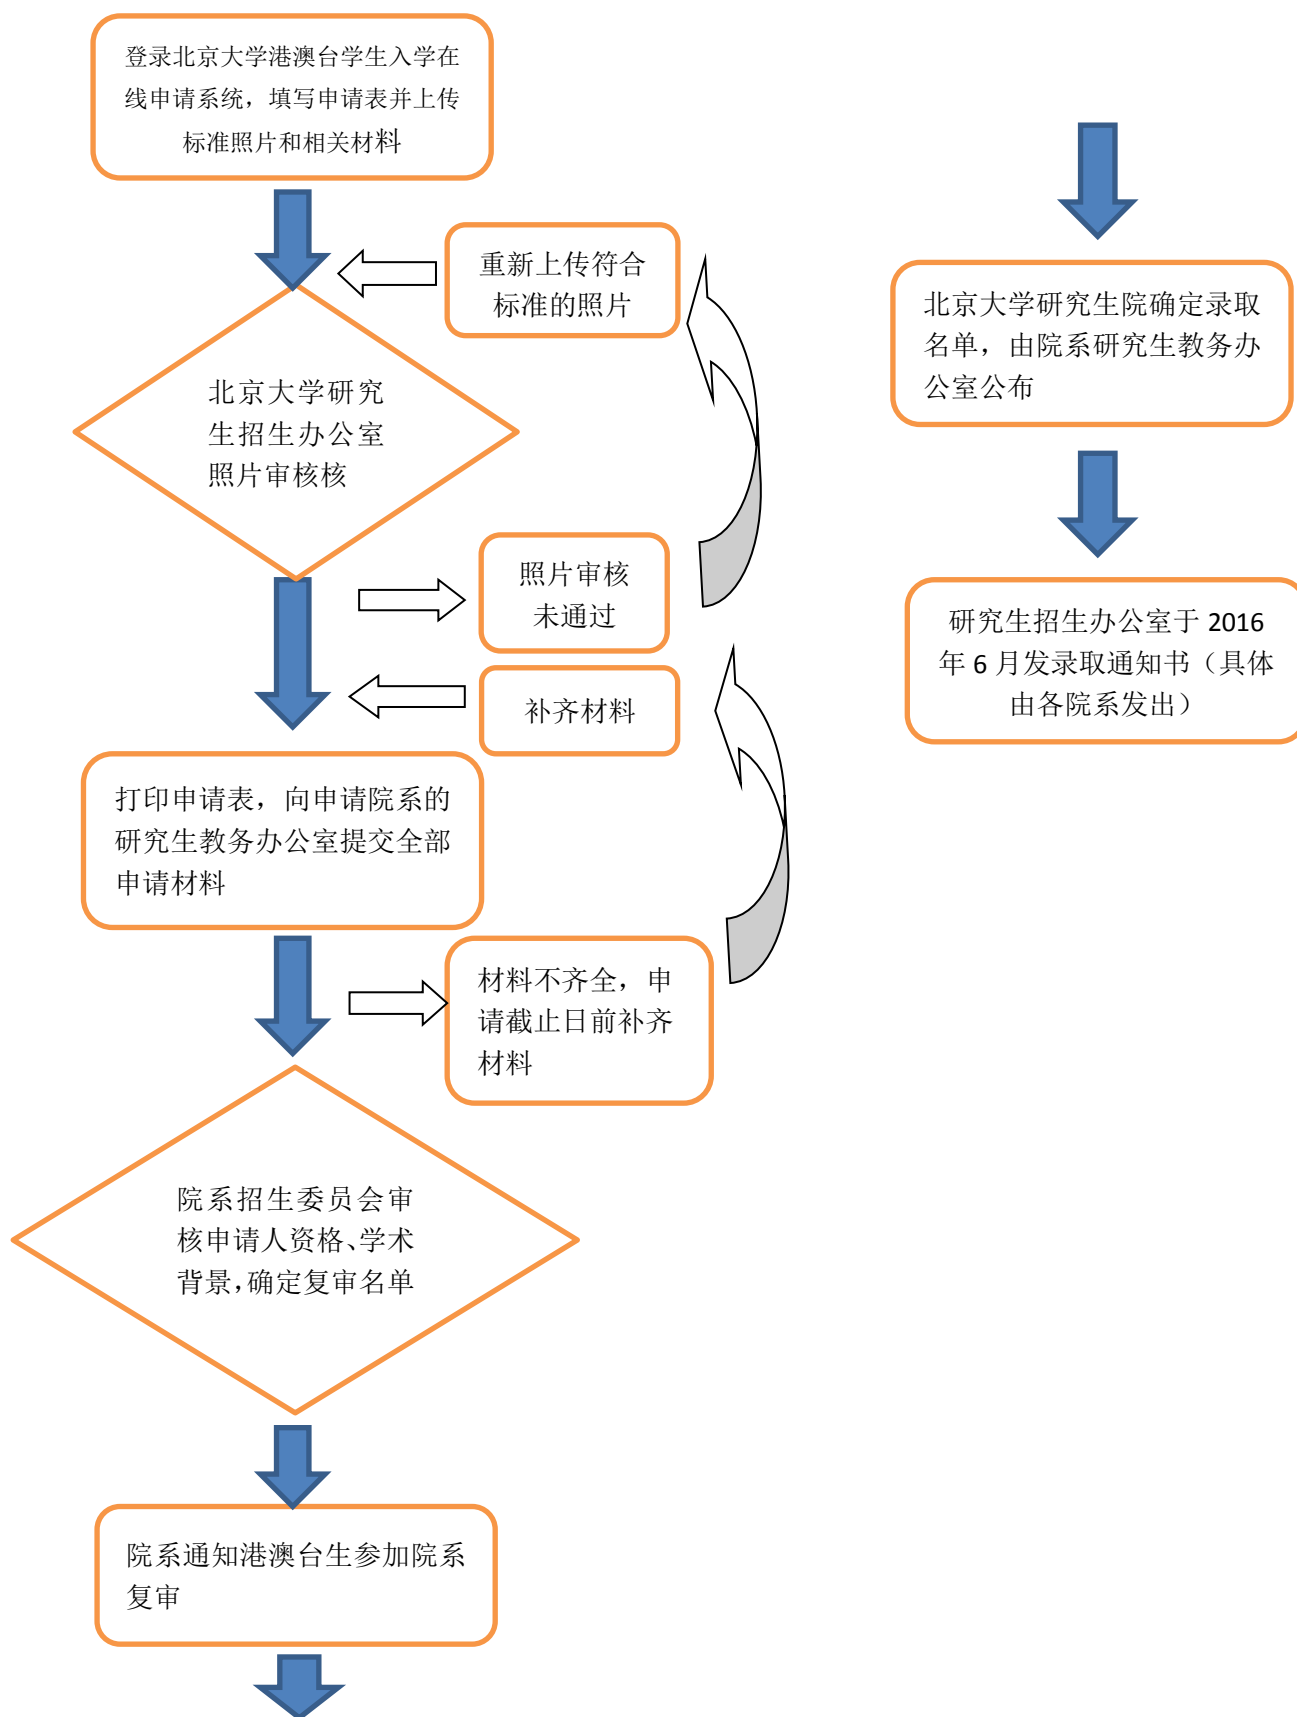 登录北京大学港澳台学生入学在
线申请系统，填写申请表并上传
标准照片和相关材料
重新上传符合
标准的照片
北京大学研究
生招生办公室
照片审核核
照片审核
未通过
补齐材料
打印申请表，向申请院系的
研究生教务办公室提交全部
申请材料
材料不齐全，申
请截止日前补齐
材料
院系招生委员会审
核申请人资格、学术
背景，确定复审名单
院系通知港澳台生参加院系
复审
北京大学研究生院确定录取
名单，由院系研究生教务办
公室公布
研究生招生办公室于 2016
年 6 月发录取通知书（具体
由各院系发出）